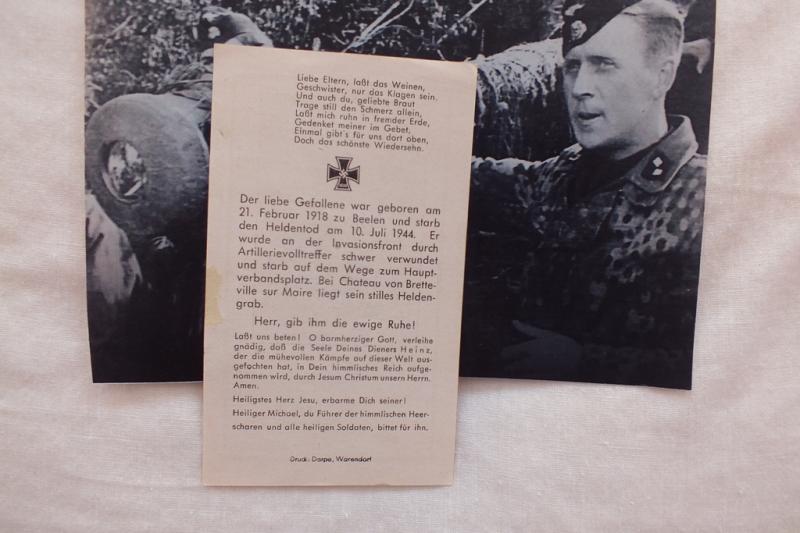 Liebe Eltern, laßt das Weinen,
Geschwister, nur das Klagen sein.
Und auch du, geliebte Braut
Trage still den Schmerz allein,
Laßt mich ruhn in fremder Erde,
Gedenket meiner im Gebet,
Einmal gibt's für uns dort oben,
Doch das schönste Wiedersehn.
Der liebe Gefallene war geboren am
21. Februar 1918 zu Beelen und starb
den Heldentod am 10. Juli 1944. Er
wurde an der Invasionsfront durch
Artillerievolltreffer schwer verwundet
und starb auf dem Wege zum Haupt-
verbandsplatz. Bei Chateau von Brette-
ville sur Maire liegt sein stilles Helden-
grab.
Herr, gib ihm die ewige Ruhe!
Laßt uns beten! O barmherziger Gott, verleihe
gnädig, daß die Seele Deines Dieners Heinz,
der die mühevollen Kämpfe auf dieser Welt aus-
gefochten hat, in Dein himmlisches Reich aufge-
nommen wird, durch Jesum Christum unsern Herrn.
Amen.
Heiligstes Herz Jesu, erbarme Dich seiner!
Heiliger Michael, du Führer der himmlischen Heer-
scharen und alle heiligen Soldaten, bittet für ihn.
Druck: Darpe, Warendorf